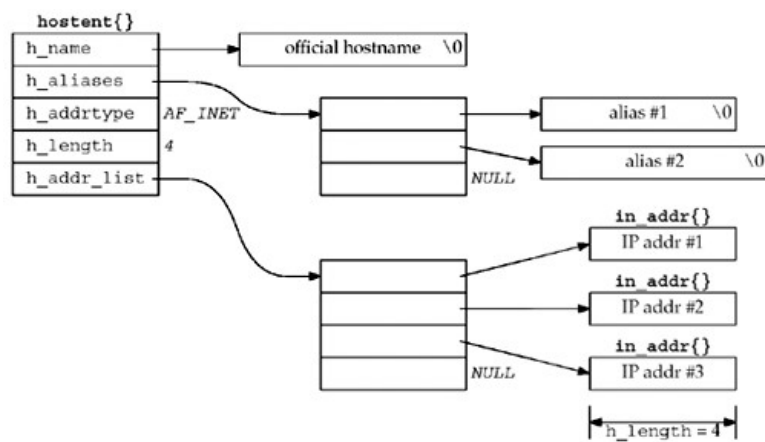 hostent{}
h_name
official hostname \0
h_aliases
h_addrtype AF_INET
alias #1 \0
h_length 4
alias #2 \0
h_addr_list
NULL
in_addr{}
IP addr #1
in_addr{}
IP addr #2
in_addr{}
NULL
IP addr #3
h_length = 4